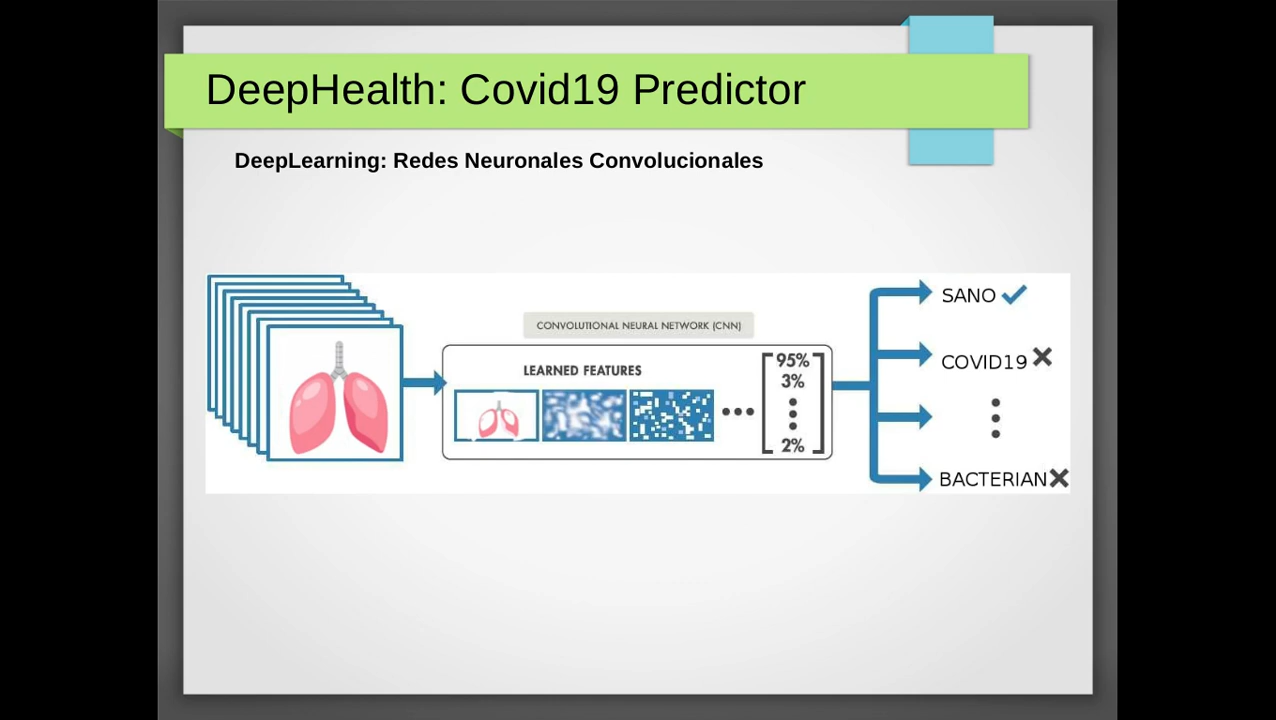 DeepHealth: Covid19 Predictor
DeepLearning: Redes Neuronales Convolucionales
CONVOLUTIONAL NEURAL NETWORK (CNN)
LEARNED FEATURES
95%
3%
2%
SANO
COVID19
BACTERIAN